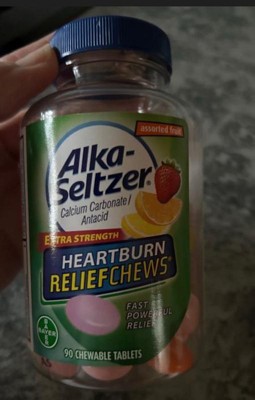 assorted fruit
Alka-
Seltzer®
Calcium Carbonate/
Antacid
EXTRA STRENGTH
HEARTBURN
RELIEFCHEWS®
FAST,
POWERFUL
RELIEF
BAYER
90 CHEWABLE TABLETS